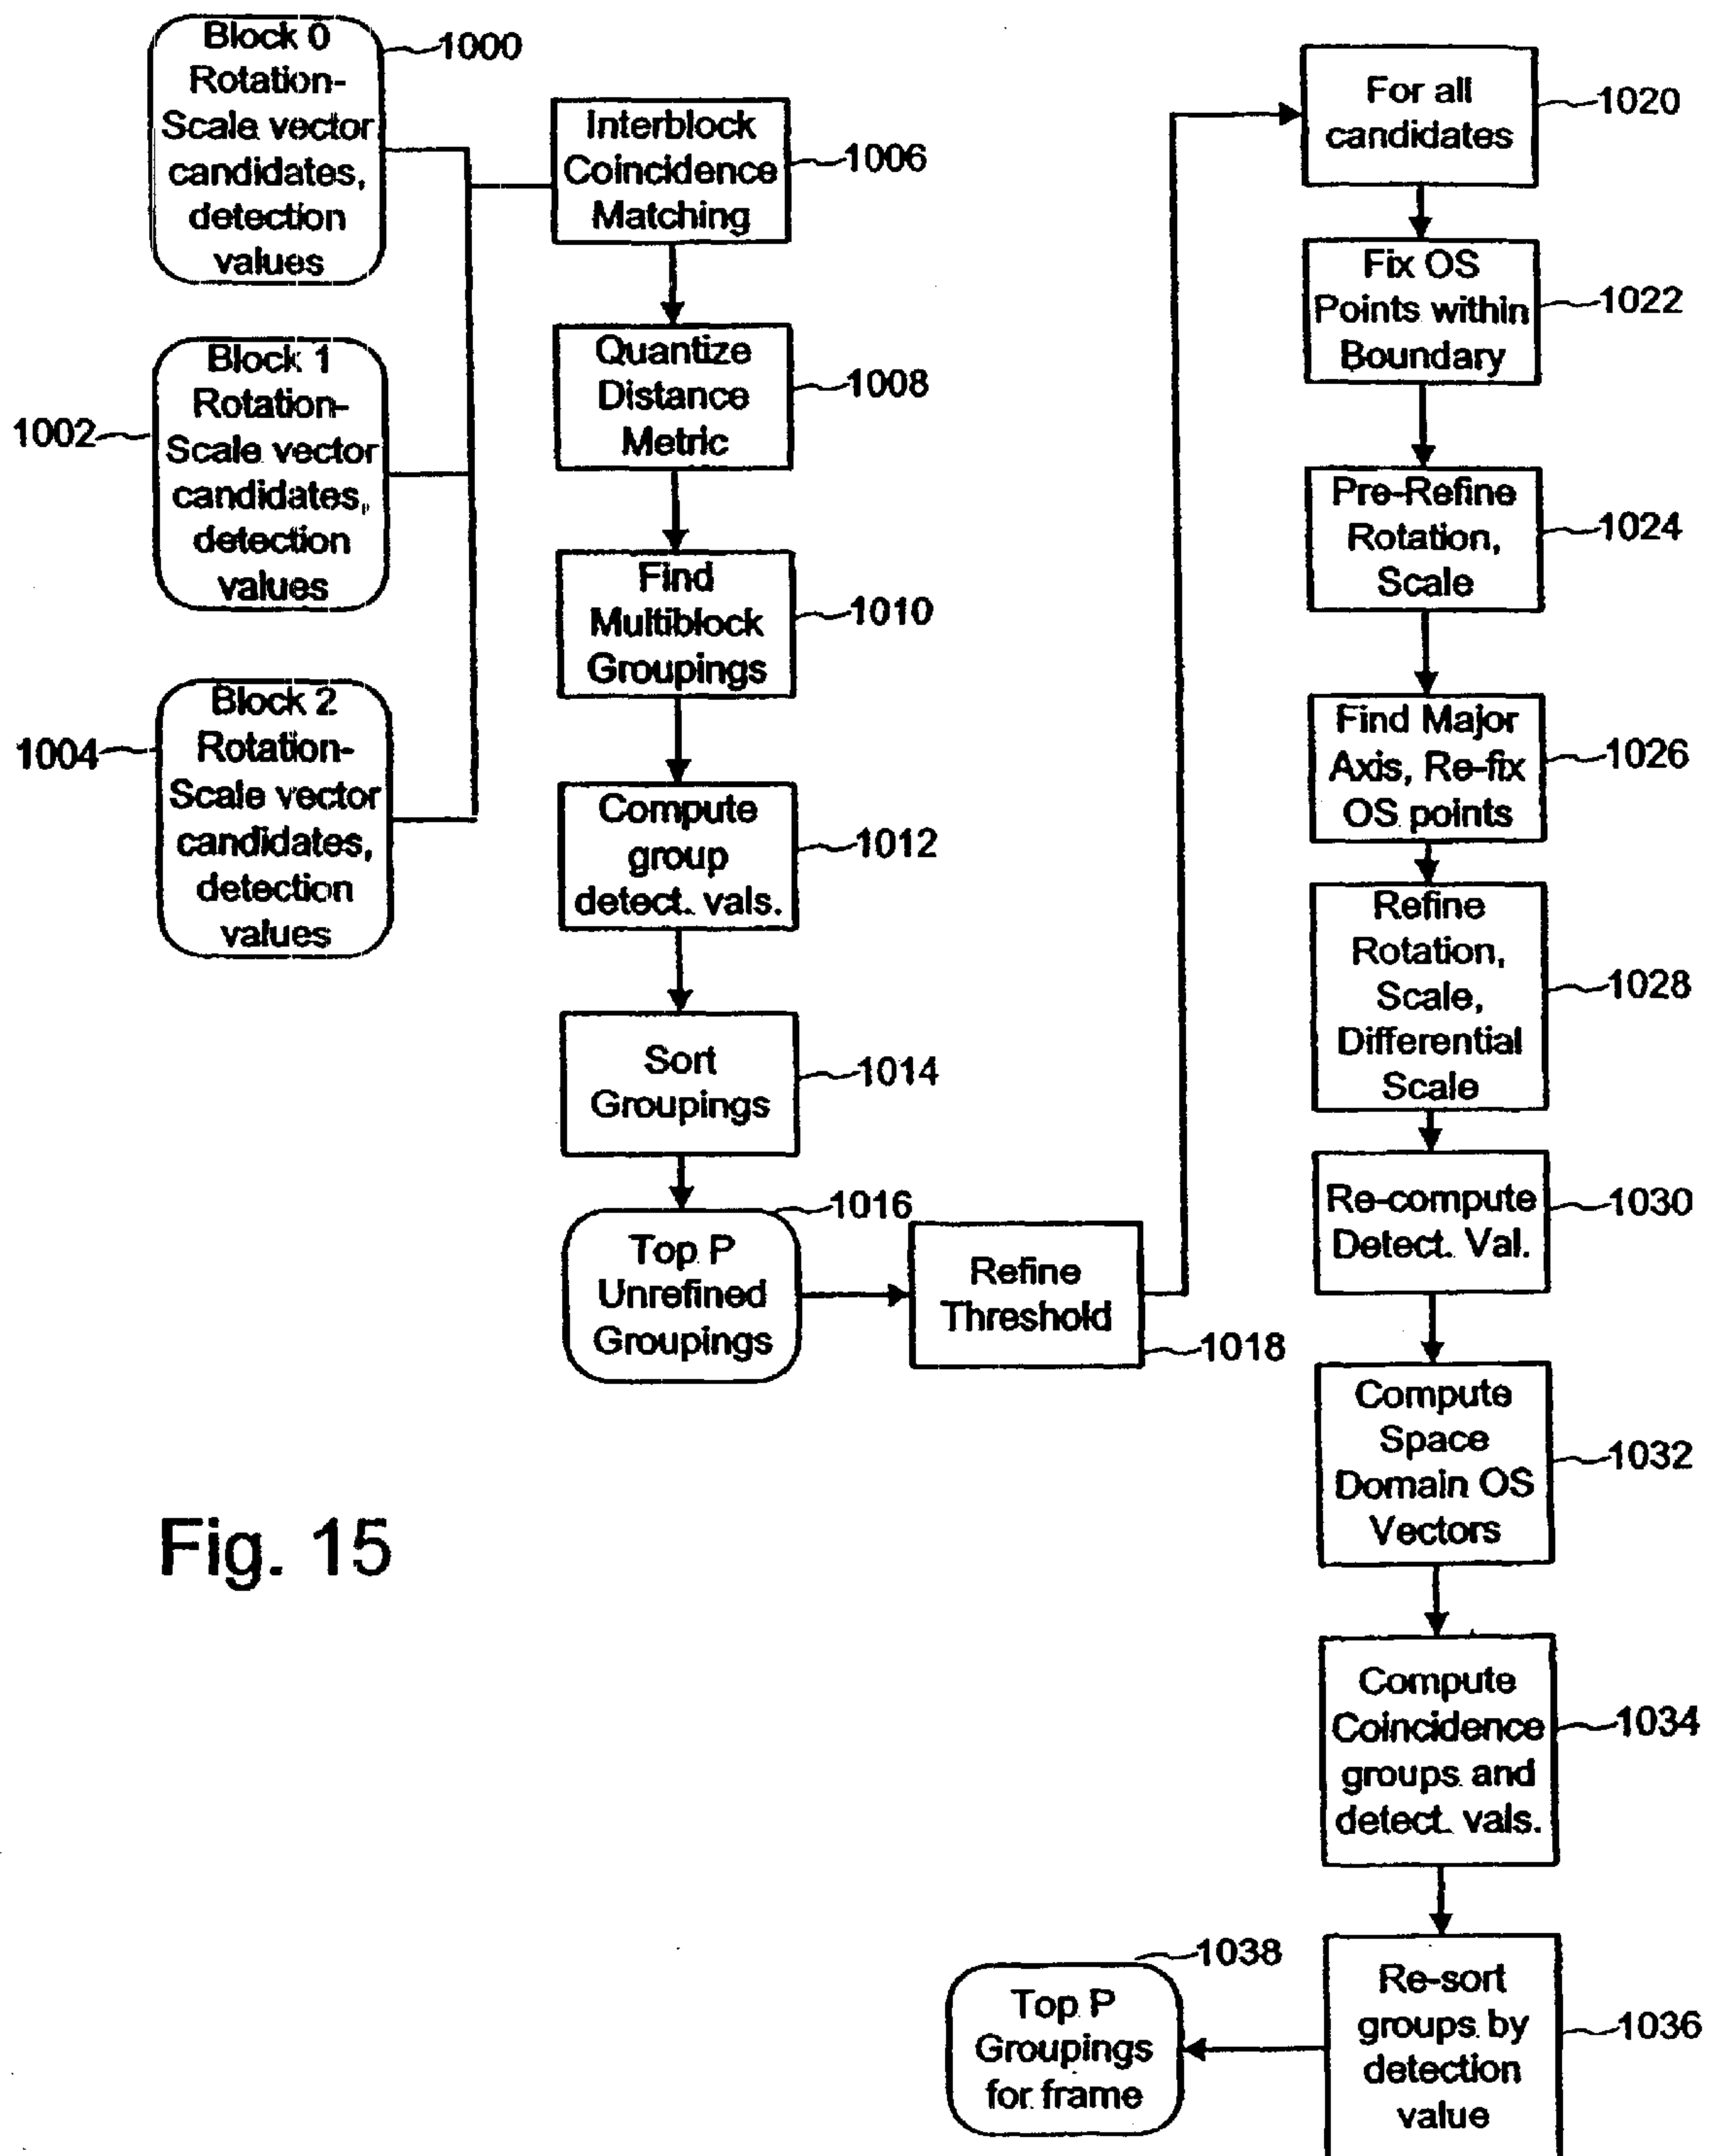 Block 0
Rotation-
Scale vector
candidates,
detection
values
1000
Block 1
Rotation-
Scale vector
candidates,
detection
values
1002
Block 2
Rotation-
Scale vector
candidates,
detection
values
1004
Interblock
Coincidence
Matching
1006
Quantize
Distance
Metric
1008
Find
Multiblock
Groupings
1010
Compute
group
detect. vals.
1012
Sort
Groupings
1014
Top P
Unrefined
Groupings
1016
Refine
Threshold
1018
For all
candidates
1020
Fix OS
Points within
Boundary
1022
Pre-Refine
Rotation,
Scale
1024
Find Major
Axis, Re-fix
OS points
1026
Refine
Rotation,
Scale,
Differential
Scale
1028
Re-compute
Detect. Val.
1030
Compute
Space
Domain OS
Vectors
1032
Compute
Coincidence
groups and
detect. vals.
1034
Re-sort
groups by
detection
value
1036
Top P
Groupings
for frame
1038
Fig. 15